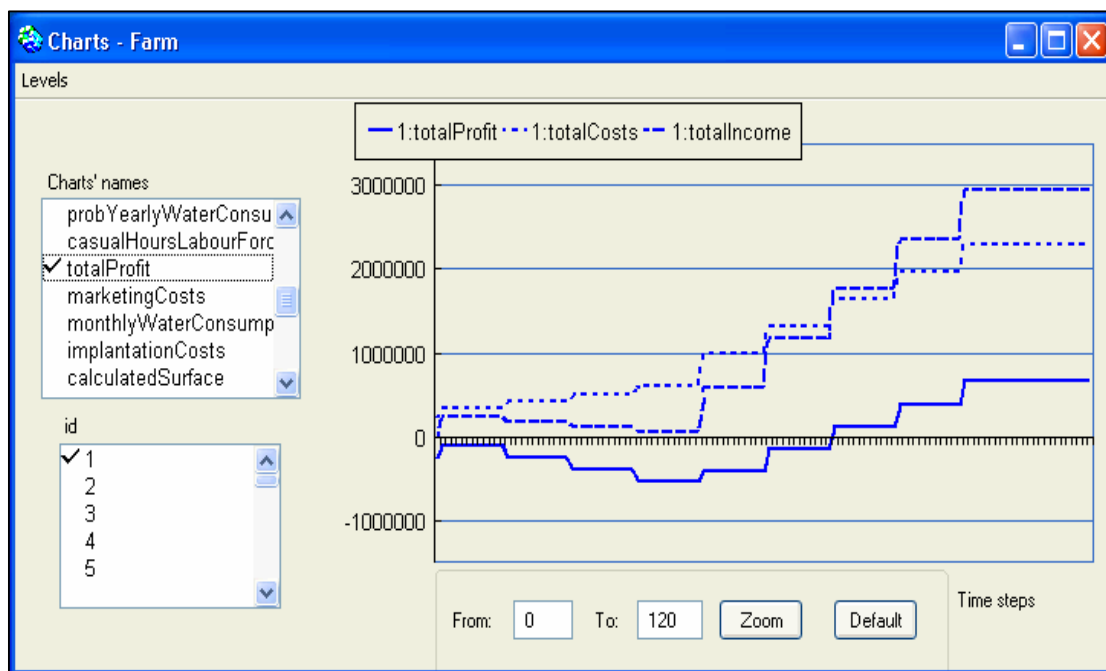 Charts - Farm
Levels
1:totalProfit 1:totalCosts 1:totalIncome
Charts' names
probYearlyWaterConsu
casualHoursLabourForc
totalProfit
marketingCosts
monthlyWaterConsump
implantationCosts
calculatedSurface
id
1
2
3
4
5
3000000
2000000
1000000
0
-1000000
From: 0 To: 120 Zoom Default
Time steps